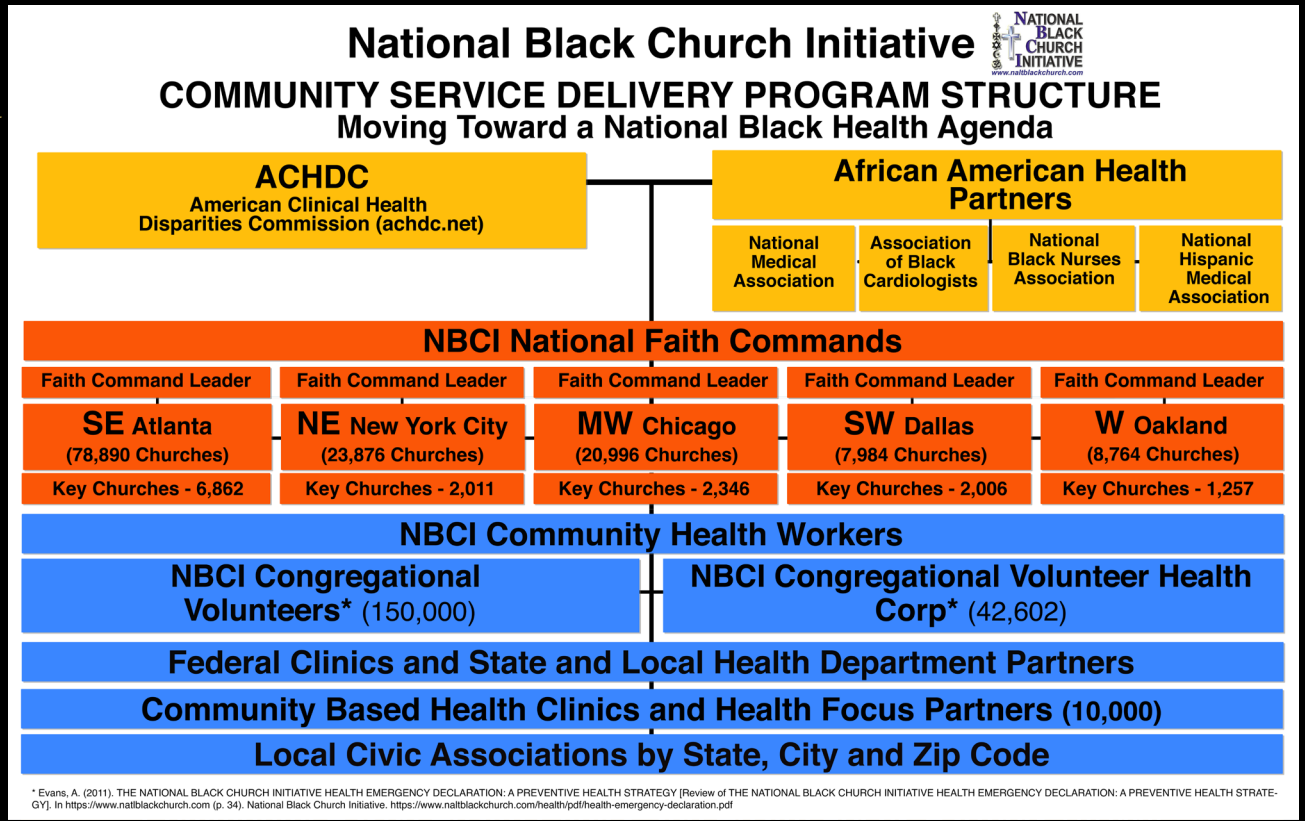 National Black Church Initiative
NATIONAL
BLACK
CHURCH
INITIATIVE
www.naltblackchurch.com
COMMUNITY SERVICE DELIVERY PROGRAM STRUCTURE
Moving Toward a National Black Health Agenda
ACHDC
American Clinical Health
Disparities Commission (achdc.net)
African American Health
Partners
National
Medical
Association
Association
of Black
Cardiologists
National
Black Nurses
Association
National
Hispanic
Medical
Association
NBCI National Faith Commands
Faith Command Leader
Faith Command Leader
Faith Command Leader
Faith Command Leader
Faith Command Leader
SE Atlanta
(78,890 Churches)
NE New York City
(23,876 Churches)
MW Chicago
(20,996 Churches)
SW Dallas
(7,984 Churches)
W Oakland
(8,764 Churches)
Key Churches - 6,862
Key Churches - 2,011
Key Churches - 2,346
Key Churches - 2,006
Key Churches - 1,257
NBCI Community Health Workers
NBCI Congregational
Volunteers* (150,000)
NBCI Congregational Volunteer Health
Corp* (42,602)
Federal Clinics and State and Local Health Department Partners
Community Based Health Clinics and Health Focus Partners (10,000)
Local Civic Associations by State, City and Zip Code
* Evans, A. (2011). THE NATIONAL BLACK CHURCH INITIATIVE HEALTH EMERGENCY DECLARATION: A PREVENTIVE HEALTH STRATEGY [Review of THE NATIONAL BLACK CHURCH INITIATIVE HEALTH EMERGENCY DECLARATION: A PREVENTIVE HEALTH STRATE-
GY]. In https://www.natlblackchurch.com (p. 34). National Black Church Initiative. https://www.naltblackchurch.com/health/pdf/health-emergency-declaration.pdf